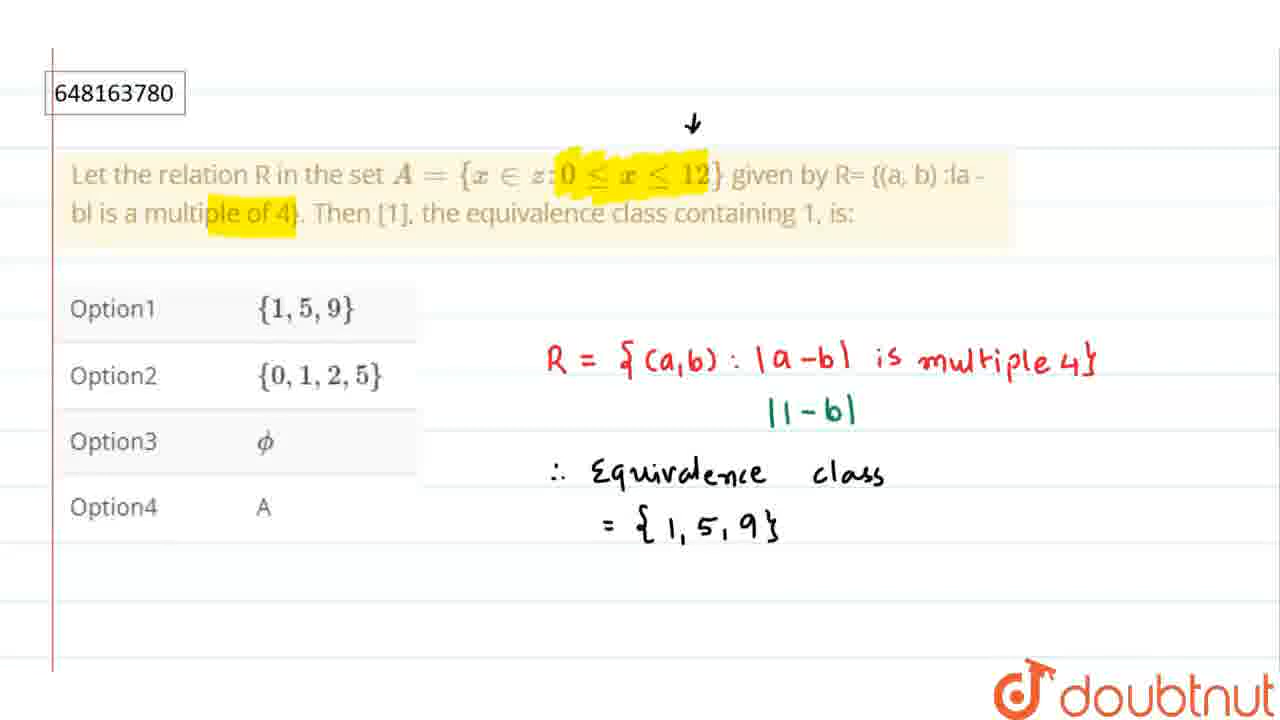 648163780
↓
Let the relation R in the set A = {x ∈ z : 0 ≤ x ≤ 12} given by R= {(a, b) :la -
bl is a multiple of 4}. Then [1], the equivalence class containing 1, is:
Option1 {1, 5, 9}
R = {(a,b) : |a-b| is multiple 4}
Option2 {0, 1, 2, 5}
|1-b|
Option3 ϕ
∴ Equivalence class
Option4 A
= {1, 5, 9}
doubtnut